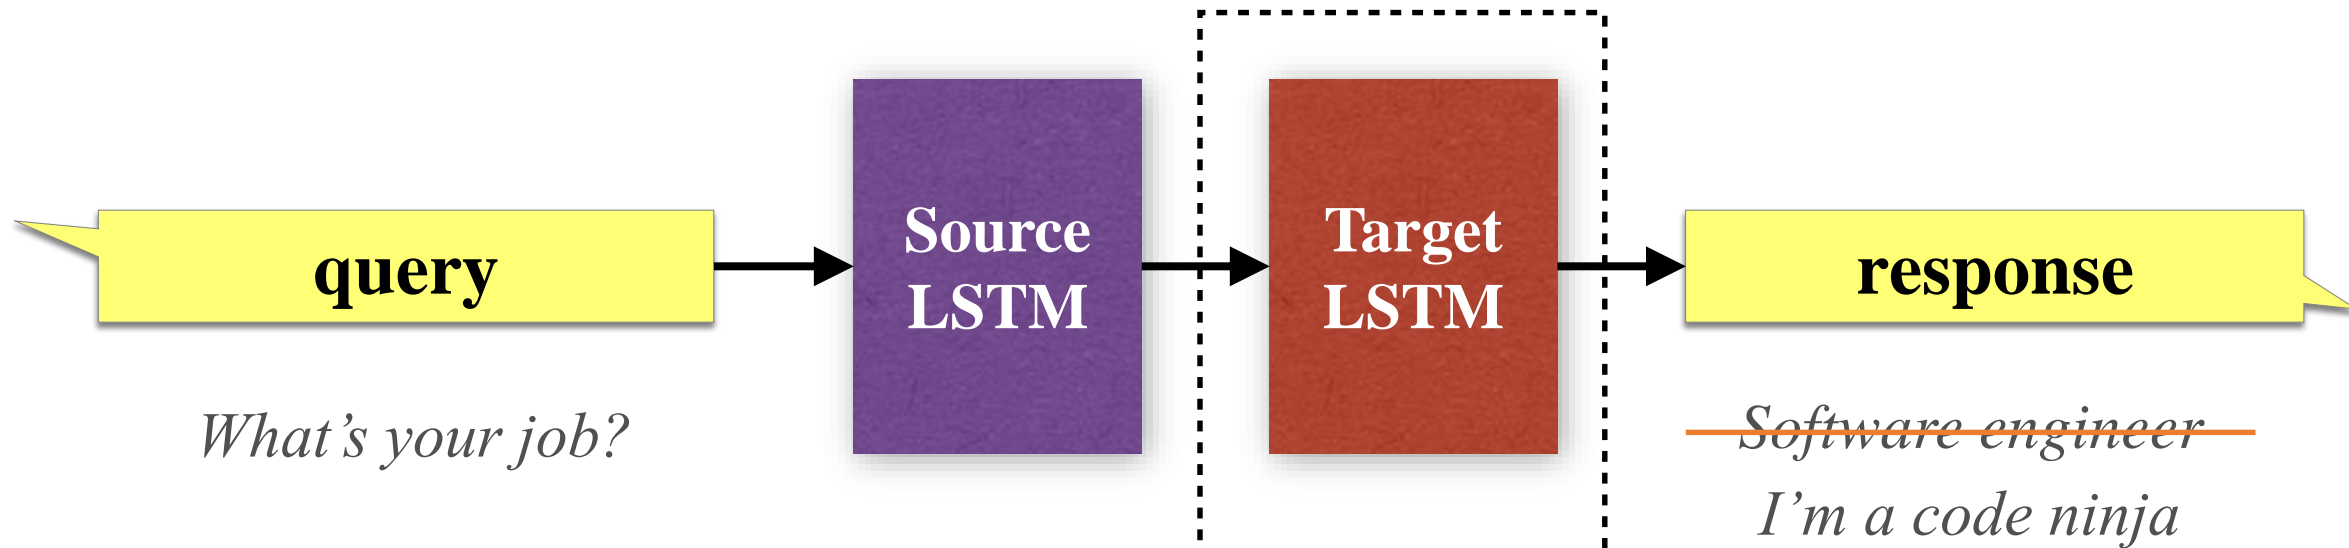 query
Source
LSTM
Target
LSTM
response
What's your job?
Software engineer
I'm a code ninja